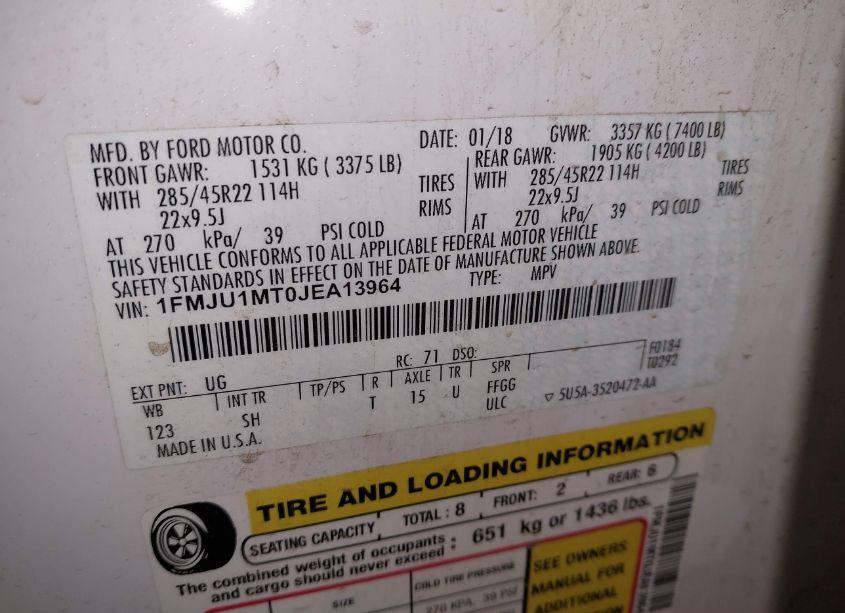 MFD. BY FORD MOTOR CO. DATE: 01/18 GVWR: 3357 KG ( 7400 LB)
FRONT GAWR: 1531 KG ( 3375 LB) REAR GAWR: 1905 KG ( 4200 LB)
WITH 285/45R22 114H TIRES WITH 285/45R22 114H TIRES
22x9.5J RIMS 22x9.5J RIMS
AT 270 kPa/ 39 PSI COLD AT 270 kPa/ 39 PSI COLD
THIS VEHICLE CONFORMS TO ALL APPLICABLE FEDERAL MOTOR VEHICLE
SAFETY STANDARDS IN EFFECT ON THE DATE OF MANUFACTURE SHOWN ABOVE.
VIN: 1FMJU1MT0JEA13964 TYPE: MPV
F0184
T0292
EXT PNT: UG RC: 71 DSO:
WB INT TR TP/PS R AXLE TR SPR
123 SH T 15 U FFGG
ULC ▽ 5U5A-3520472-AA
MADE IN U.S.A.
TIRE AND LOADING INFORMATION
SEATING CAPACITY TOTAL : 8 FRONT: 2 REAR: 6
The combined weight of occupants
and cargo should never exceed : 651 kg or 1436 lbs.
SIZE COLD TIRE PRESSURE
270 KPA, 39 PSI
SEE OWNERS
MANUAL FOR
ADDITIONAL